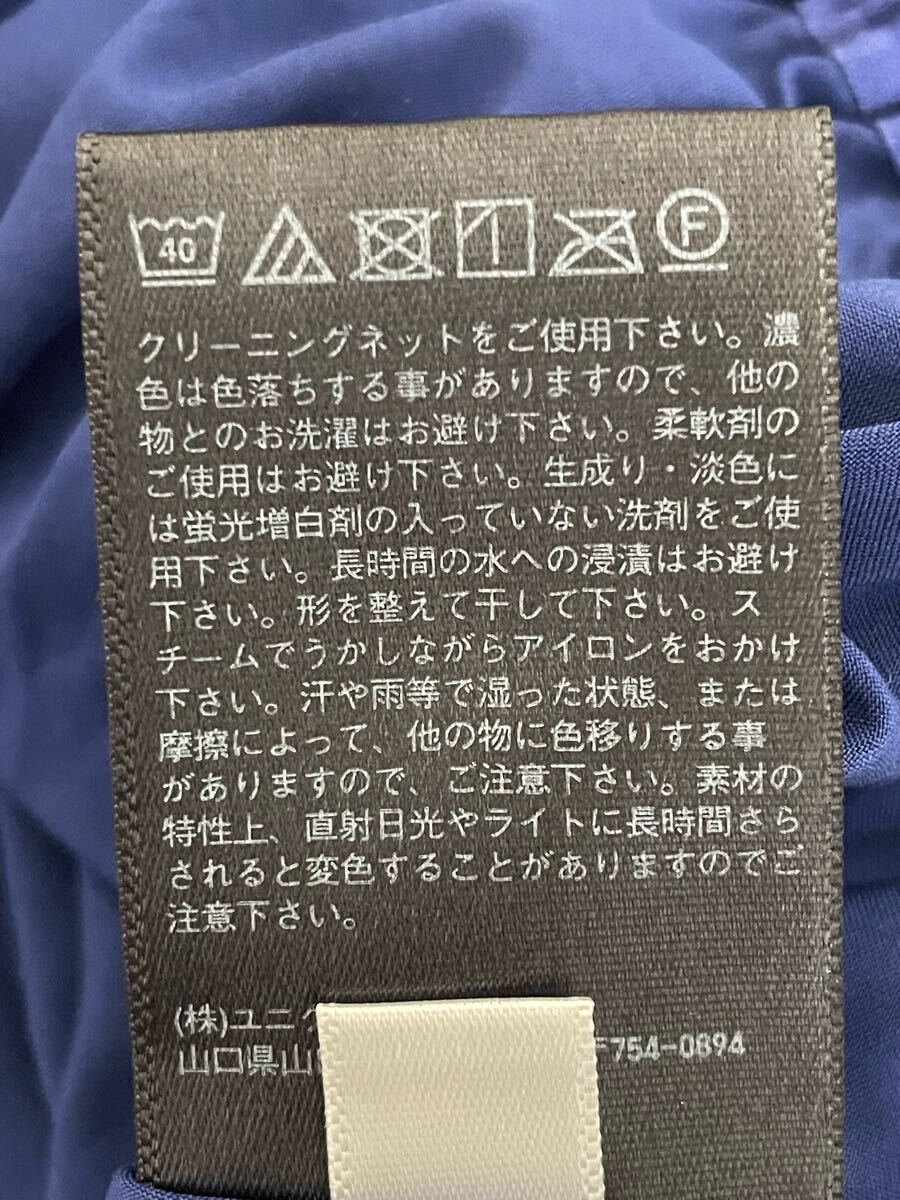 40 F
クリーニングネットをご使用下さい。濃
色は色落ちする事がありますので、他の
物とのお洗濯はお避け下さい。柔軟剤の
ご使用はお避け下さい。生成り・淡色に
は蛍光増白剤の入っていない洗剤をご使
用下さい。長時間の水への浸漬はお避け
下さい。形を整えて干して下さい。ス
チームでうかしながらアイロンをおかけ
下さい。汗や雨等で湿った状態、または
摩擦によって、他の物に色移りする事
がありますので、ご注意下さい。素材の
特性上、直射日光やライトに長時間さら
されると変色することがありますのでご
注意下さい。
(株)ユニク
山口県山 〒754-0894